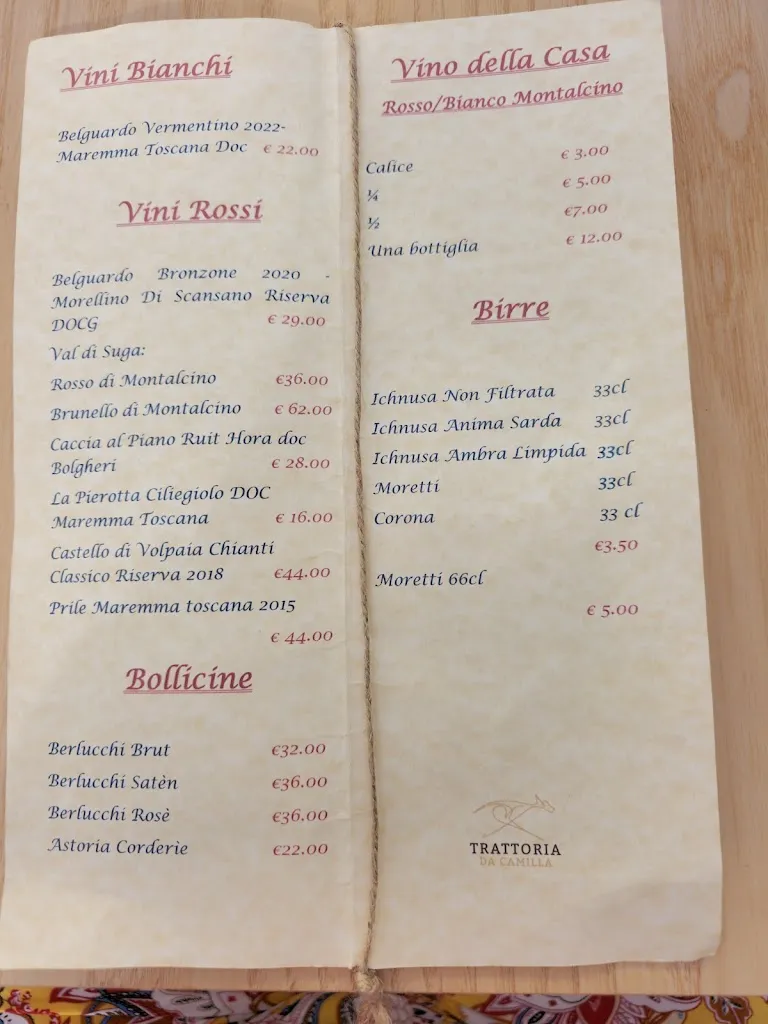 Vini Bianchi
Belguardo Vermentino 2022-
Maremma Toscana Doc € 22.00
Vini Rossi
Belguardo Bronzone 2020 -
Morellino Di Scansano Riserva
DOCG € 29.00
Val di Suga:
Rosso di Montalcino €36.00
Brunello di Montalcino € 62.00
Caccia al Piano Ruit Hora doc
Bolgheri € 28.00
La Pierotta Ciliegiolo DOC
Maremma Toscana € 16.00
Castello di Volpaia Chianti
Classico Riserva 2018 €44.00
Prile Maremma toscana 2015
€ 44.00
Bollicine
Berlucchi Brut €32.00
Berlucchi Satèn €36.00
Berlucchi Rosè €36.00
Astoria Corderìe €22.00
Vino della Casa
Rosso/Bianco Montalcino
Calice € 3.00
¼ € 5.00
½ €7.00
Una bottiglia € 12.00
Birre
Ichnusa Non Filtrata 33cl
Ichnusa Anima Sarda 33cl
Ichnusa Ambra Limpida 33cl
Moretti 33cl
Corona 33 cl
€3.50
Moretti 66cl
€ 5.00
TRATTORIA
DA CAMILLA